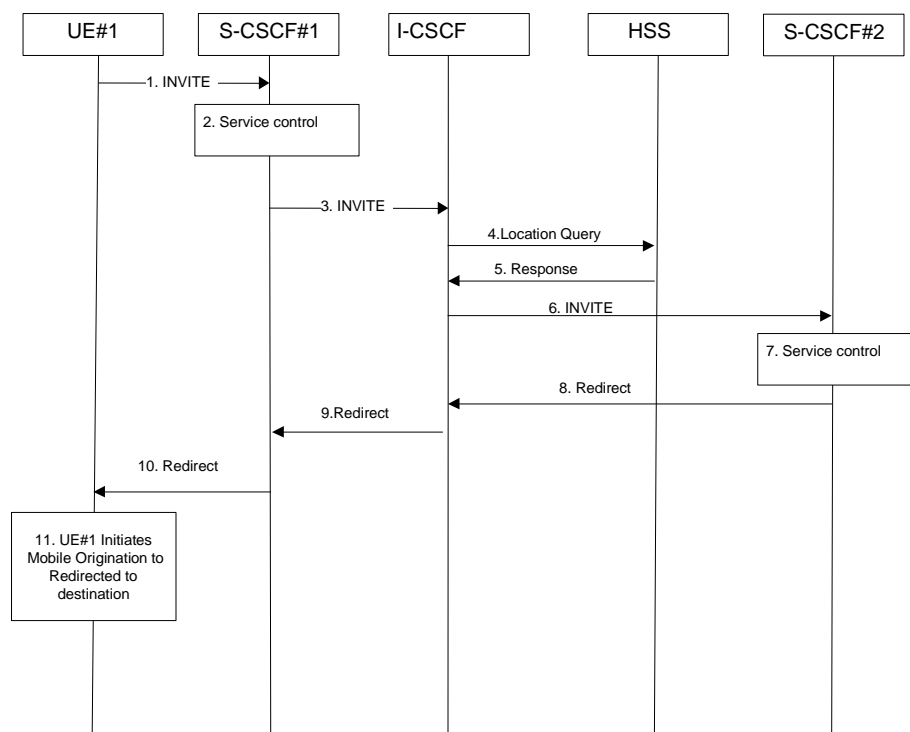 UE#1
S-CSCF#1
I-CSCF
HSS
S-CSCF#2
1. INVITE
2. Service control
3. INVITE
4.Location Query
5. Response
6. INVITE
7. Service control
8. Redirect
9.Redirect
10. Redirect
11. UE#1 Initiates
Mobile Origination to
Redirected to
destination